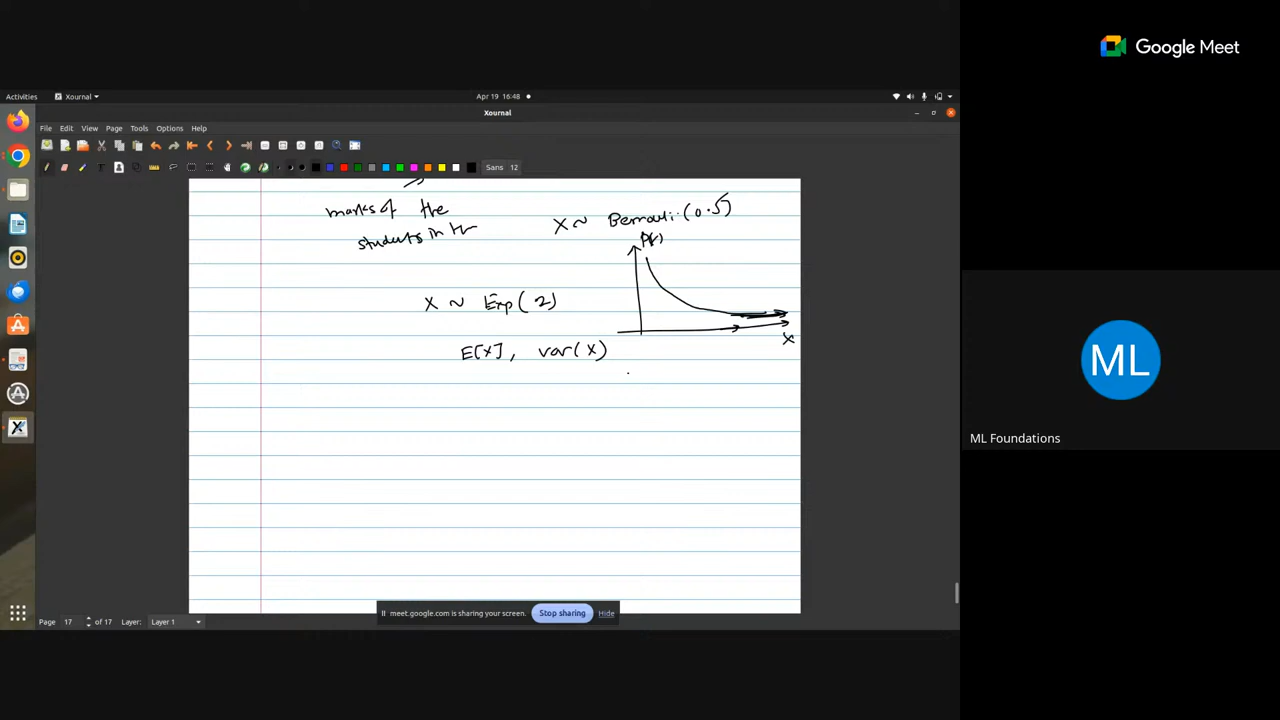 Google Meet
Activities Xournal Apr 19 16:48
Xournal
File Edit View Page Tools Options Help
Sans 12
marks of the
students in
X ~ Bernouli (0.5)
P(x)
X ~ Exp(2)
x
E[X], var(X)
ML
ML Foundations
meet.google.com is sharing your screen. Stop sharing Hide
Page 17 of 17 Layer: Layer 1